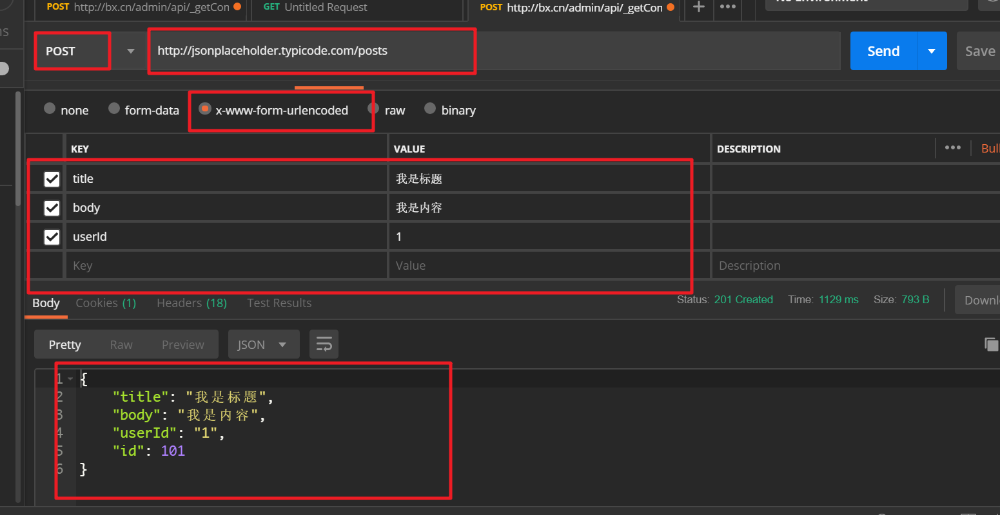 POST http://bx.cn/admin/api/_getCon GET Untitled Request POST http://bx.cn/admin/api/_getCon + ••• No Environment
POST http://jsonplaceholder.typicode.com/posts Send Save
none form-data x-www-form-urlencoded raw binary
KEY VALUE DESCRIPTION ••• Bul
title 我是标题
body 我是内容
userId 1
Key Value Description
Body Cookies (1) Headers (18) Test Results Status: 201 Created Time: 1129 ms Size: 793 B Downl
Pretty Raw Preview JSON
1 {
2 "title": "我是标题",
3 "body": "我是内容",
4 "userId": "1",
5 "id": 101
6 }